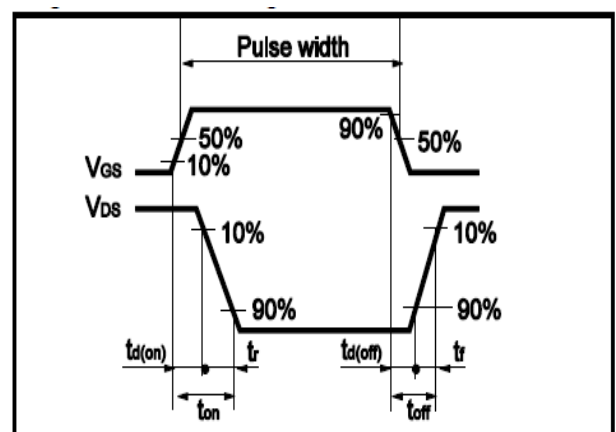 Pulse width
90%
50%
50%
VGS
10%
VDS
10%
10%
90%
90%
td(on)
tr
td(off)
tf
ton
toff